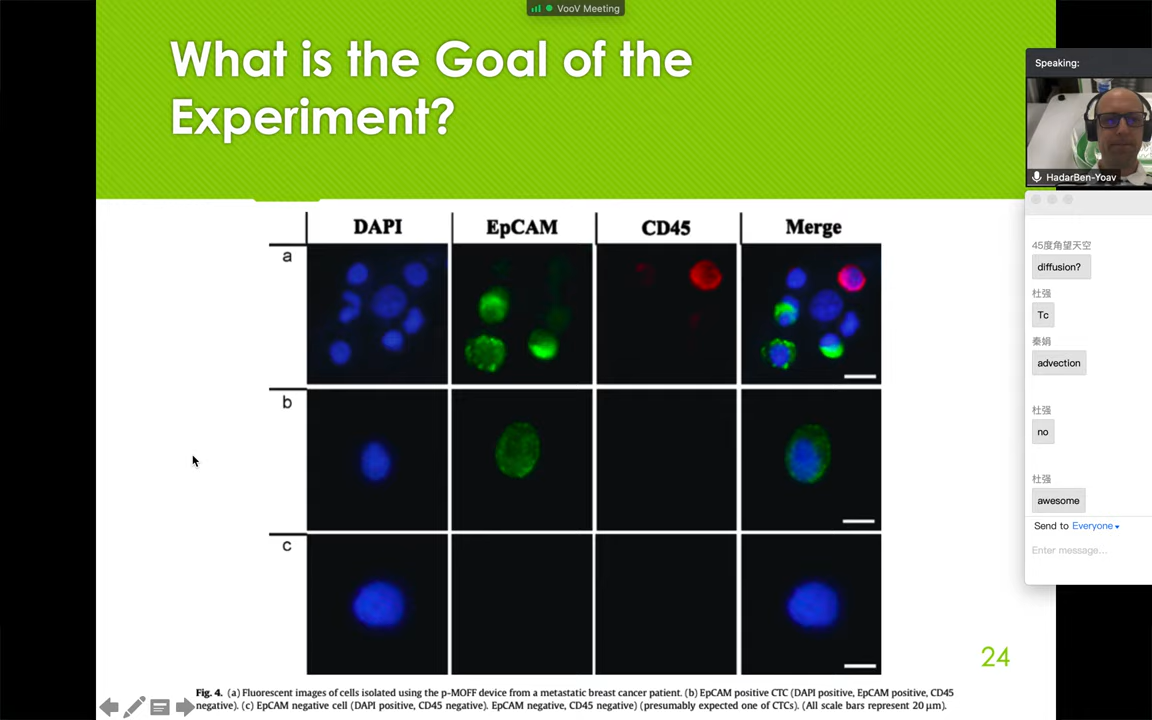 VooV Meeting
What is the Goal of the
Experiment?
DAPI EpCAM CD45 Merge
a
b
c
Fig. 4. (a) Fluorescent images of cells isolated using the p-MOFF device from a metastatic breast cancer patient. (b) EpCAM positive CTC (DAPI positive, EpCAM positive, CD45
negative). (c) EpCAM negative cell (DAPI positive, CD45 negative). EpCAM negative, CD45 negative) (presumably expected one of CTCs). (All scale bars represent 20 μm).
24
Speaking:
HadarBen-Yoav
45度角望天空
diffusion?
杜强
Tc
秦娟
advection
杜强
no
杜强
awesome
Send to Everyone
Enter message...